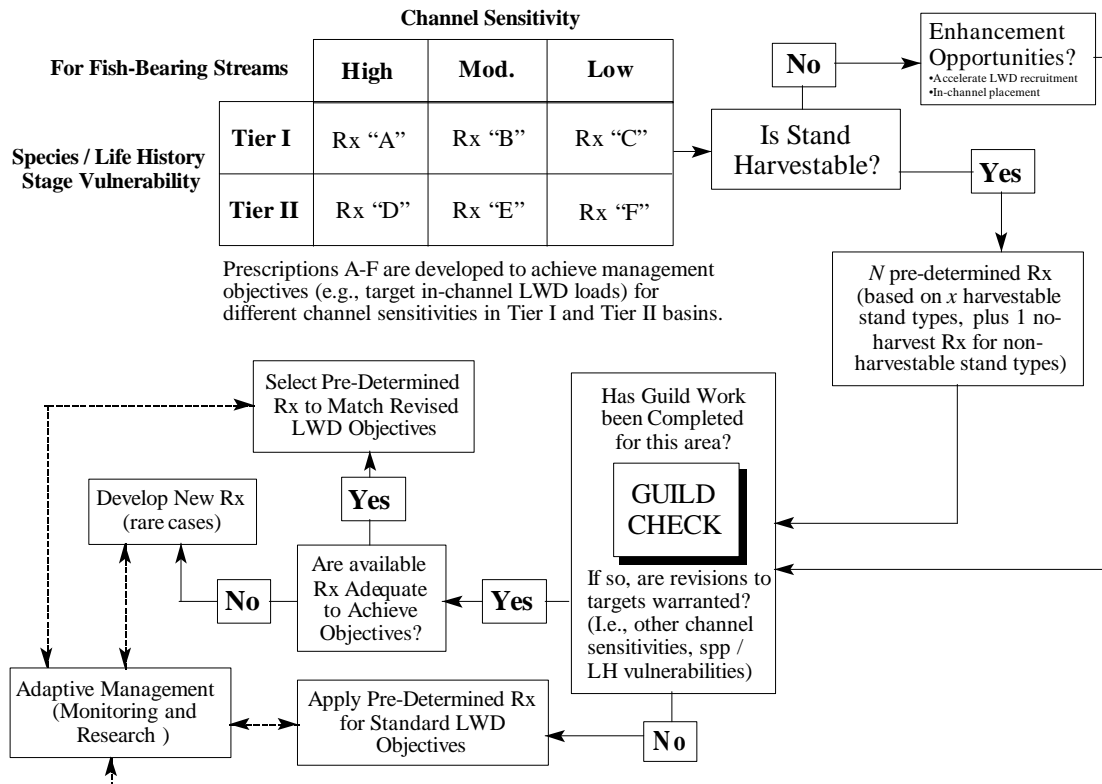 Channel Sensitivity
For Fish-Bearing Streams
High
Mod.
Low
Species / Life History
Stage Vulnerability
Tier I
Rx “A”
Rx “B”
Rx “C”
Tier II
Rx “D”
Rx “E”
Rx “F”
Prescriptions A-F are developed to achieve management
objectives (e.g., target in-channel LWD loads) for
different channel sensitivities in Tier I and Tier II basins.
Is Stand
Harvestable?
No
Enhancement
Opportunities?
•Accelerate LWD recruitment
•In-channel placement
Yes
N pre-determined Rx
(based on x harvestable
stand types, plus 1 no-
harvest Rx for non-
harvestable stand types)
Has Guild Work
been Completed
for this area?
GUILD
CHECK
If so, are revisions to
targets warranted?
(I.e., other channel
sensitivities, spp /
LH vulnerabilities)
Yes
Are available
Rx Adequate
to Achieve
Objectives?
Yes
Select Pre-Determined
Rx to Match Revised
LWD Objectives
No
Develop New Rx
(rare cases)
No
Apply Pre-Determined Rx
for Standard LWD
Objectives
Adaptive Management
(Monitoring and
Research )